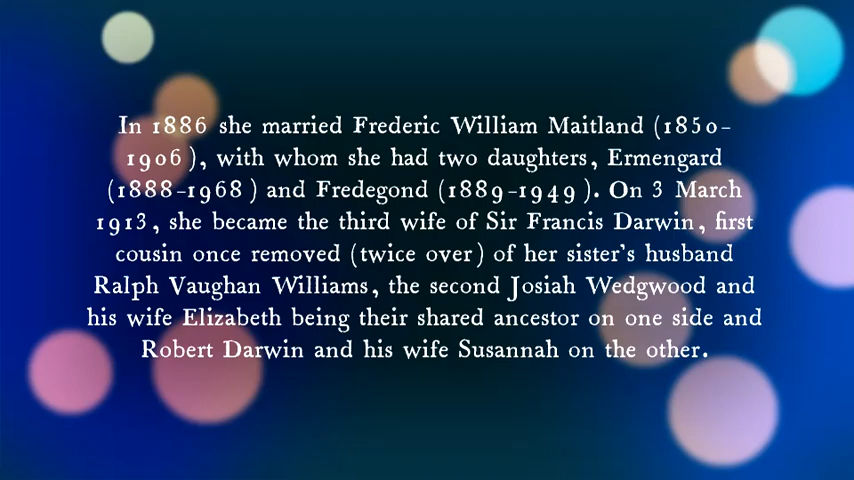 In 1886 she married Frederic William Maitland (1850–
1906), with whom she had two daughters, Ermengard
(1888–1968) and Fredegond (1889–1949). On 3 March
1913, she became the third wife of Sir Francis Darwin, first
cousin once removed (twice over) of her sister's husband
Ralph Vaughan Williams, the second Josiah Wedgwood and
his wife Elizabeth being their shared ancestor on one side and
Robert Darwin and his wife Susannah on the other.